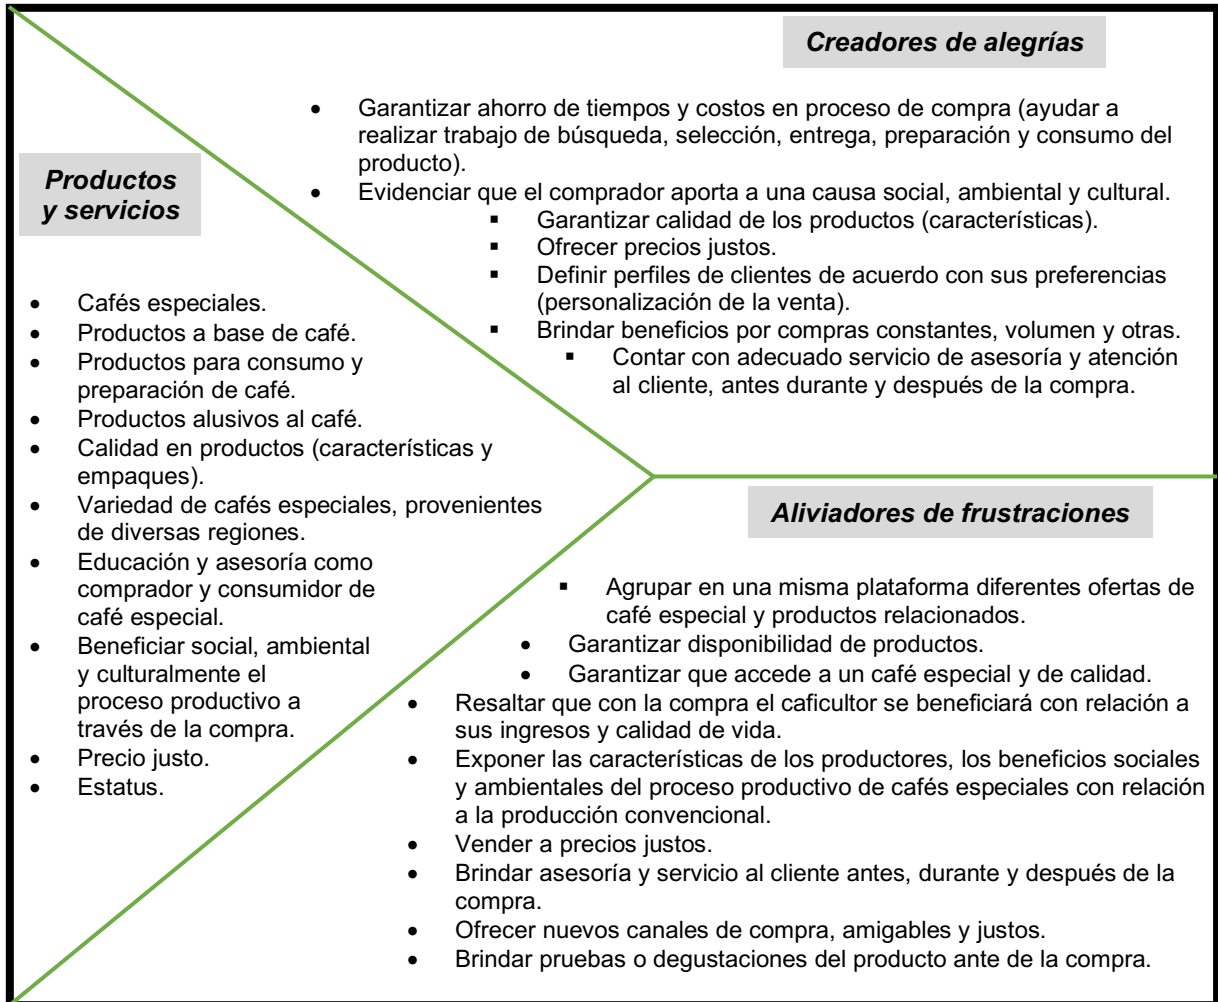 Creadores de alegrías
• Garantizar ahorro de tiempos y costos en proceso de compra (ayudar a
realizar trabajo de búsqueda, selección, entrega, preparación y consumo del
producto).
• Evidenciar que el comprador aporta a una causa social, ambiental y cultural.
▪ Garantizar calidad de los productos (características).
▪ Ofrecer precios justos.
▪ Definir perfiles de clientes de acuerdo con sus preferencias
(personalización de la venta).
▪ Brindar beneficios por compras constantes, volumen y otras.
▪ Contar con adecuado servicio de asesoría y atención
al cliente, antes durante y después de la compra.
Productos
y servicios
• Cafés especiales.
• Productos a base de café.
• Productos para consumo y
preparación de café.
• Productos alusivos al café.
• Calidad en productos (características y
empaques).
• Variedad de cafés especiales, provenientes
de diversas regiones.
• Educación y asesoría como
comprador y consumidor de
café especial.
• Beneficiar social, ambiental
y culturalmente el
proceso productivo a
través de la compra.
• Precio justo.
• Estatus.
Aliviadores de frustraciones
▪ Agrupar en una misma plataforma diferentes ofertas de
café especial y productos relacionados.
• Garantizar disponibilidad de productos.
• Garantizar que accede a un café especial y de calidad.
• Resaltar que con la compra el caficultor se beneficiará con relación a
sus ingresos y calidad de vida.
• Exponer las características de los productores, los beneficios sociales
y ambientales del proceso productivo de cafés especiales con relación
a la producción convencional.
• Vender a precios justos.
• Brindar asesoría y servicio al cliente antes, durante y después de la
compra.
• Ofrecer nuevos canales de compra, amigables y justos.
• Brindar pruebas o degustaciones del producto ante de la compra.